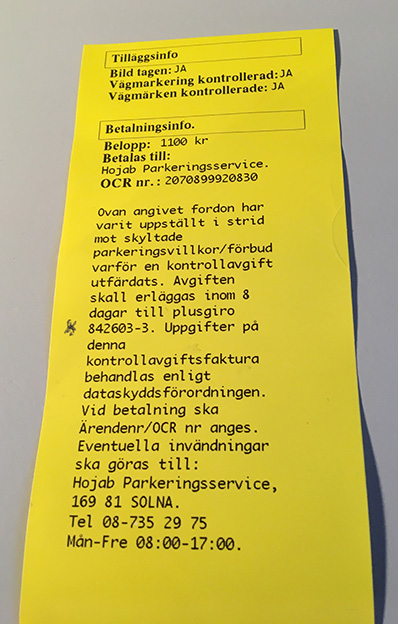 Tilläggsinfo
Bild tagen: JA
Vägmarkering kontrollerad: JA
Vägmärken kontrollerade: JA
Betalningsinfo.
Belopp: 1100 kr
Betalas till:
Hojab Parkeringsservice.
OCR nr.: 2070899920830
Ovan angivet fordon har
varit uppställt i strid
mot skyltade
parkeringsvillkor/förbud
varför en kontrollavgift
utfärdats. Avgiften
skall erläggas inom 8
dagar till plusgiro
842603-3. Uppgifter på
denna
kontrollavgiftsfaktura
behandlas enligt
dataskyddsförordningen.
Vid betalning ska
Ärendenr/OCR nr anges.
Eventuella invändningar
ska göras till:
Hojab Parkeringsservice,
169 81 SOLNA.
Tel 08-735 29 75
Mån-Fre 08:00-17:00.